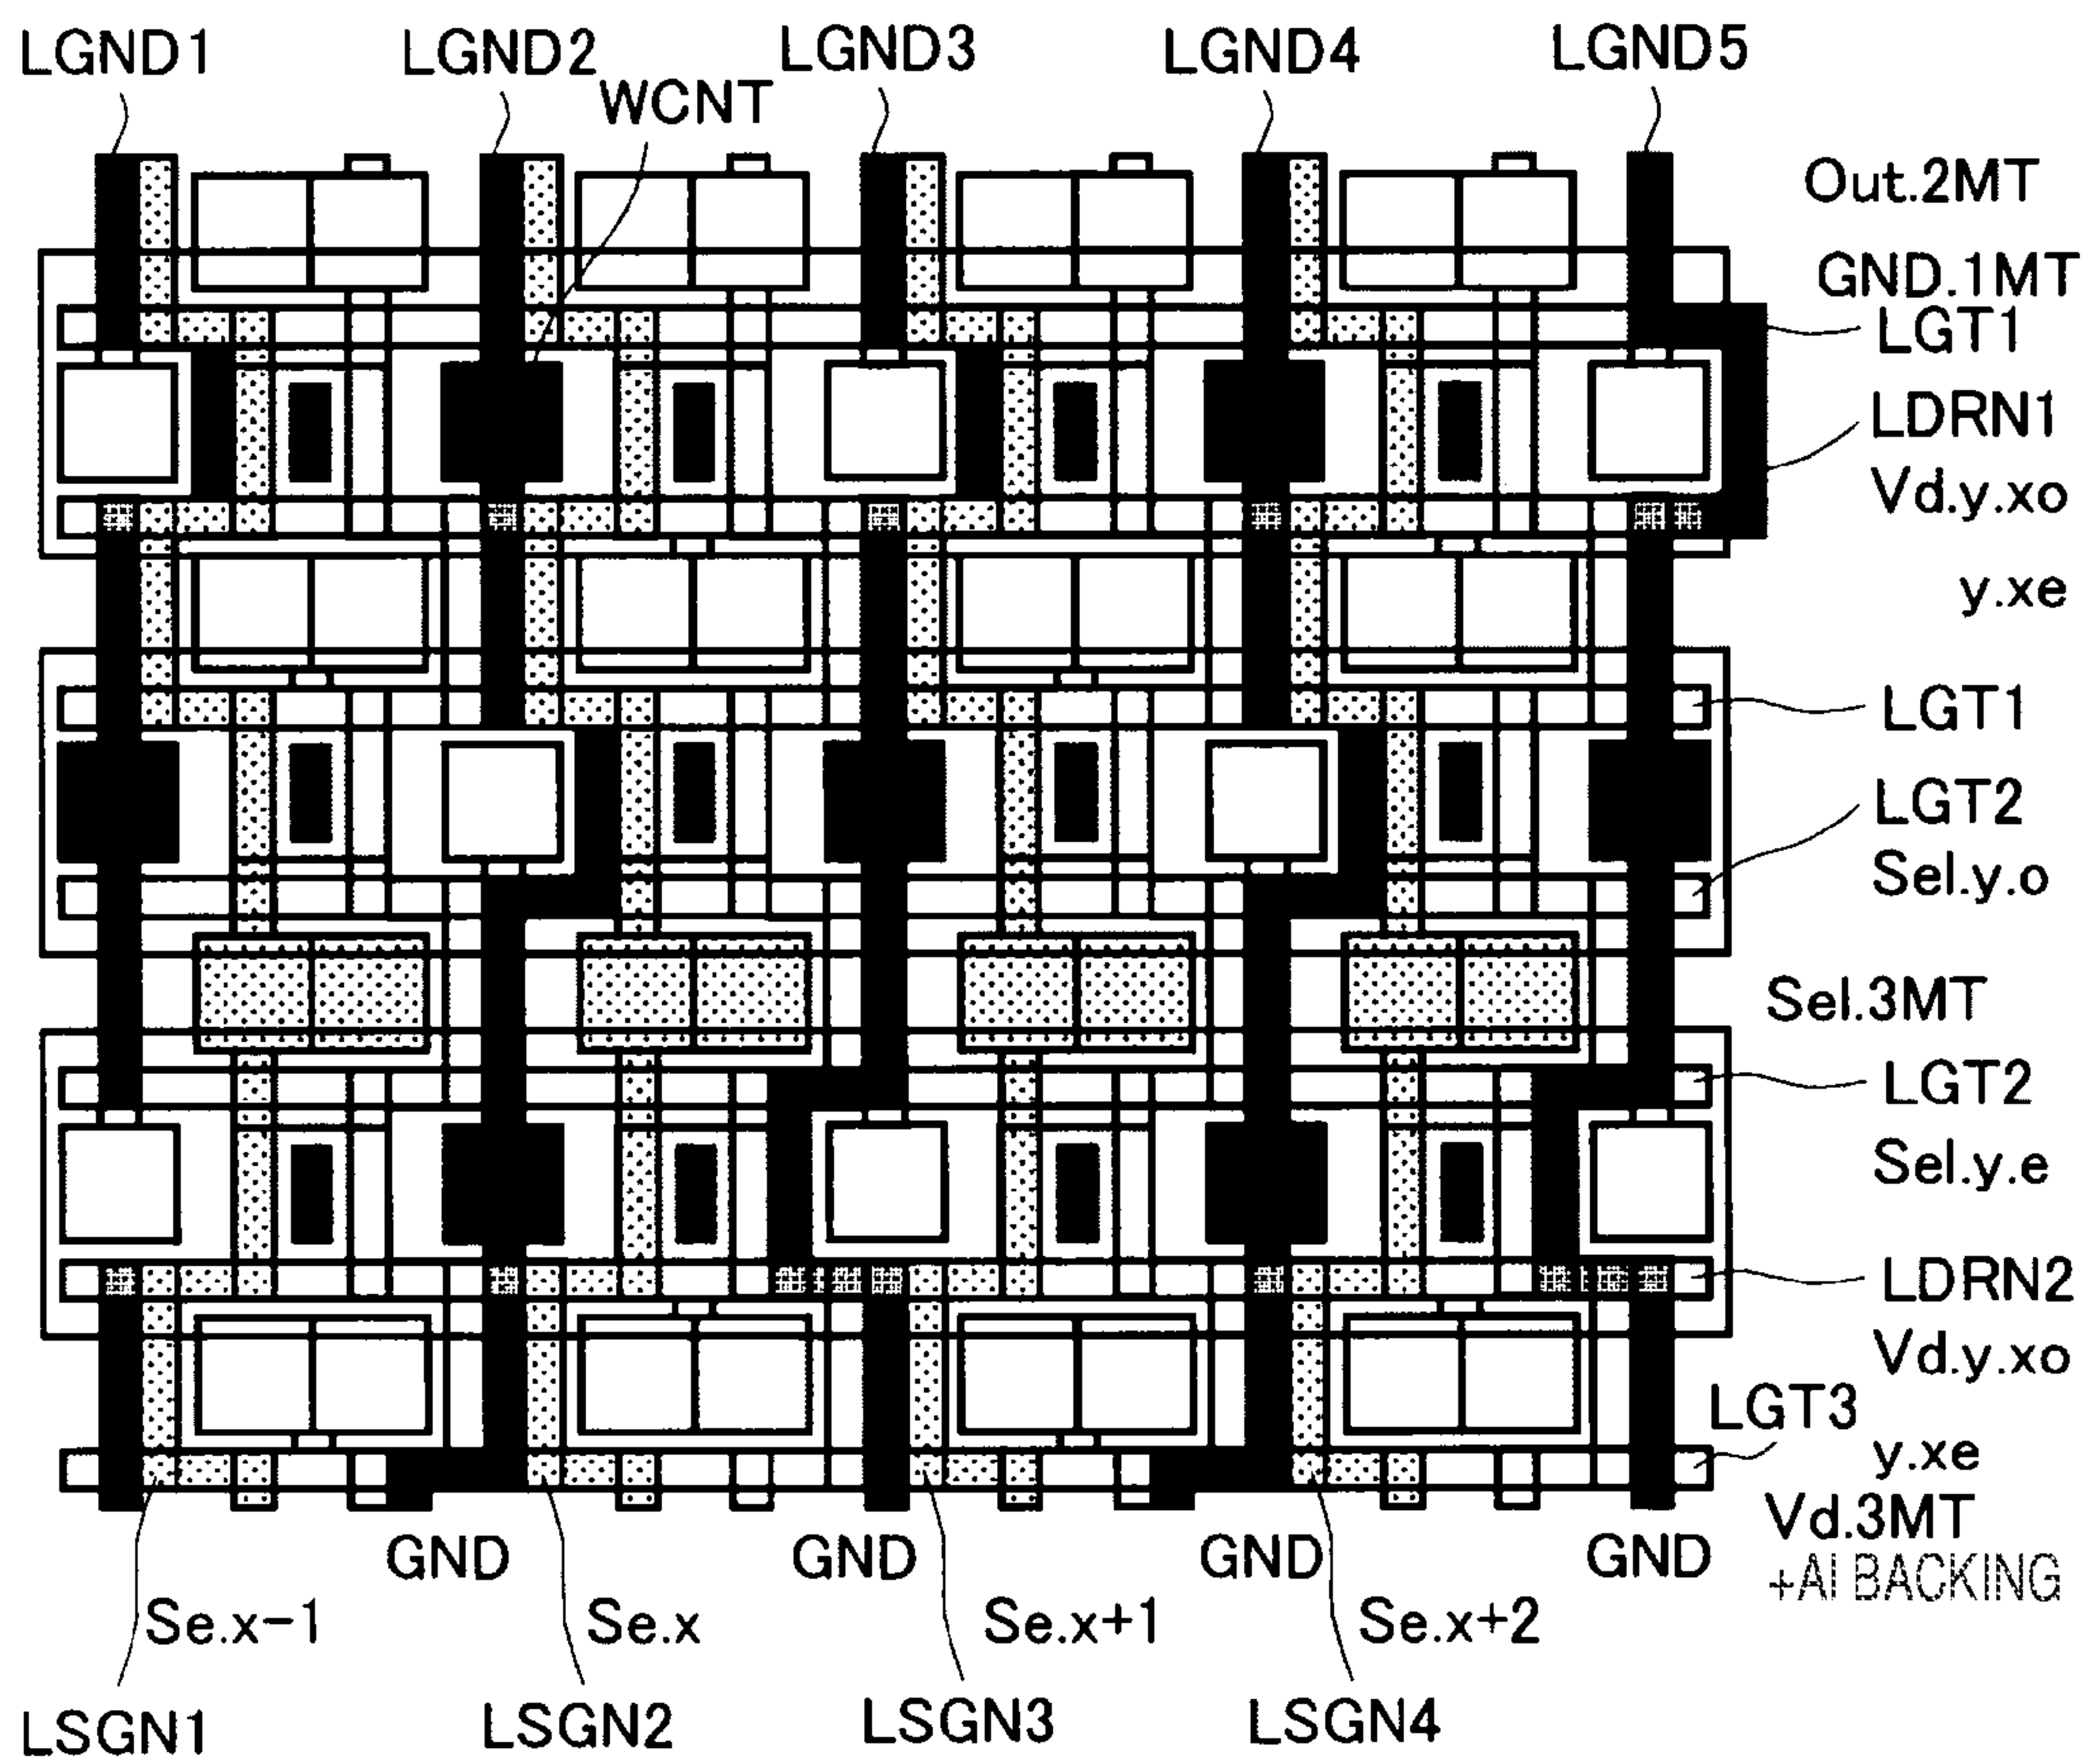 LGND1 LGND2 LGND3 LGND4 LGND5
WCNT
Out.2MT
GND.1MT
LGT1
LDRN1
Vd.y.xo
y.xe
LGT1
LGT2
Sel.y.o
Sel.3MT
LGT2
Sel.y.e
LDRN2
Vd.y.xo
LGT3
y.xe
Vd.3MT
+Al BACKING
GND GND GND GND
Se.x-1 Se.x Se.x+1 Se.x+2
LSGN1 LSGN2 LSGN3 LSGN4